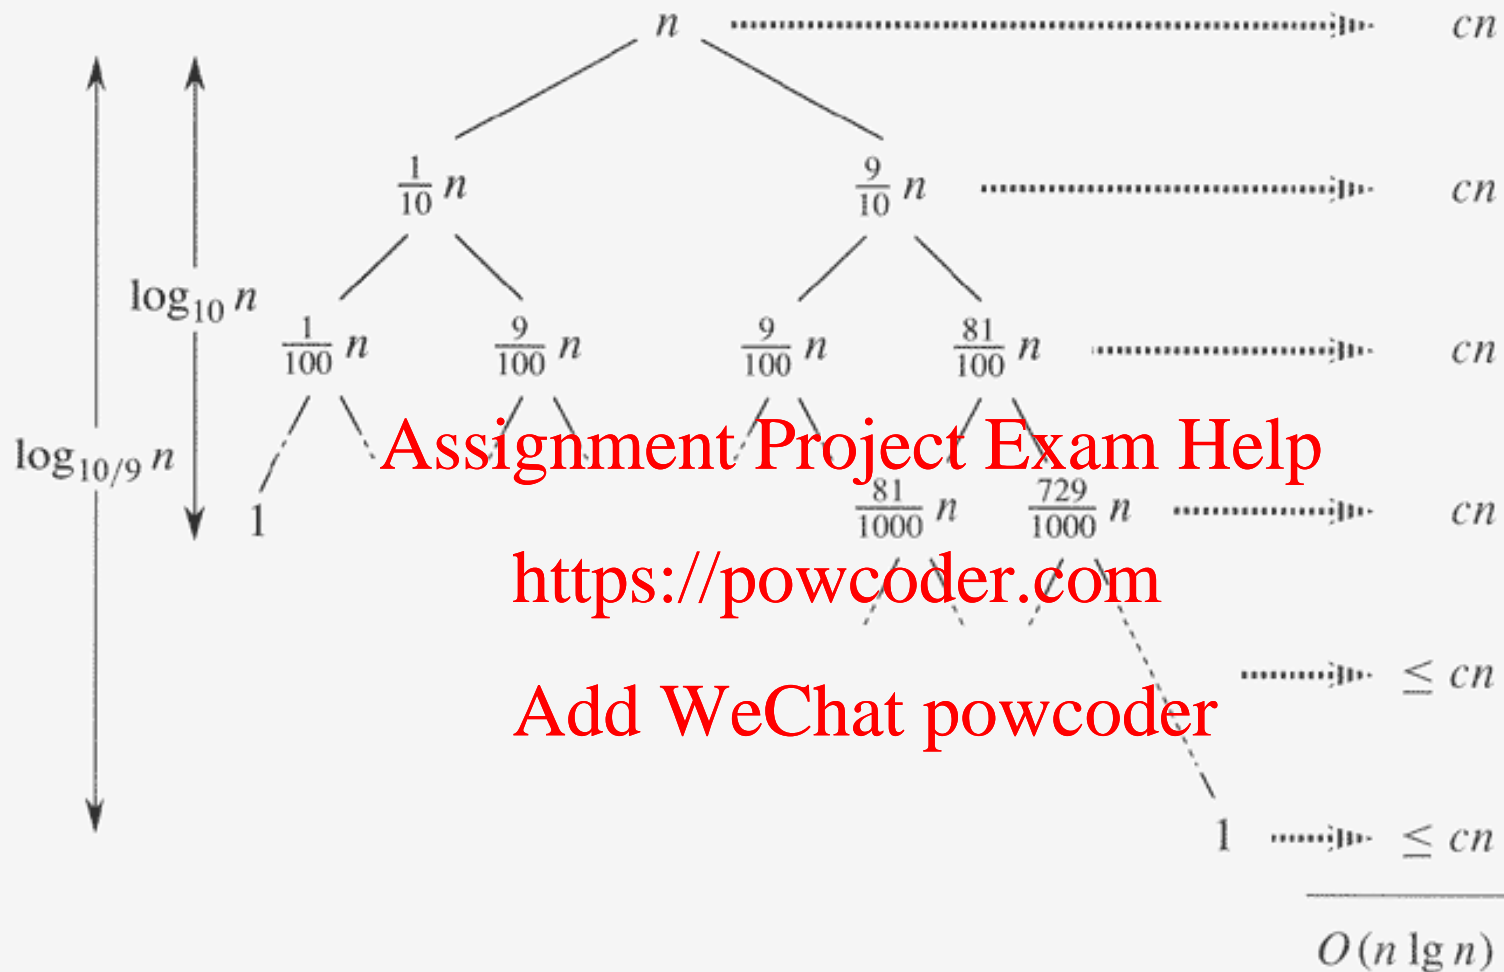 n cn
1/10 n 9/10 n cn
log₁₀ n
1/100 n 9/100 n 9/100 n 81/100 n cn
Assignment Project Exam Help
log₁₀/₉ n
1 81/1000 n 729/1000 n cn
https://powcoder.com
≤ cn
Add WeChat powcoder
1 ≤ cn
O(n lg n)